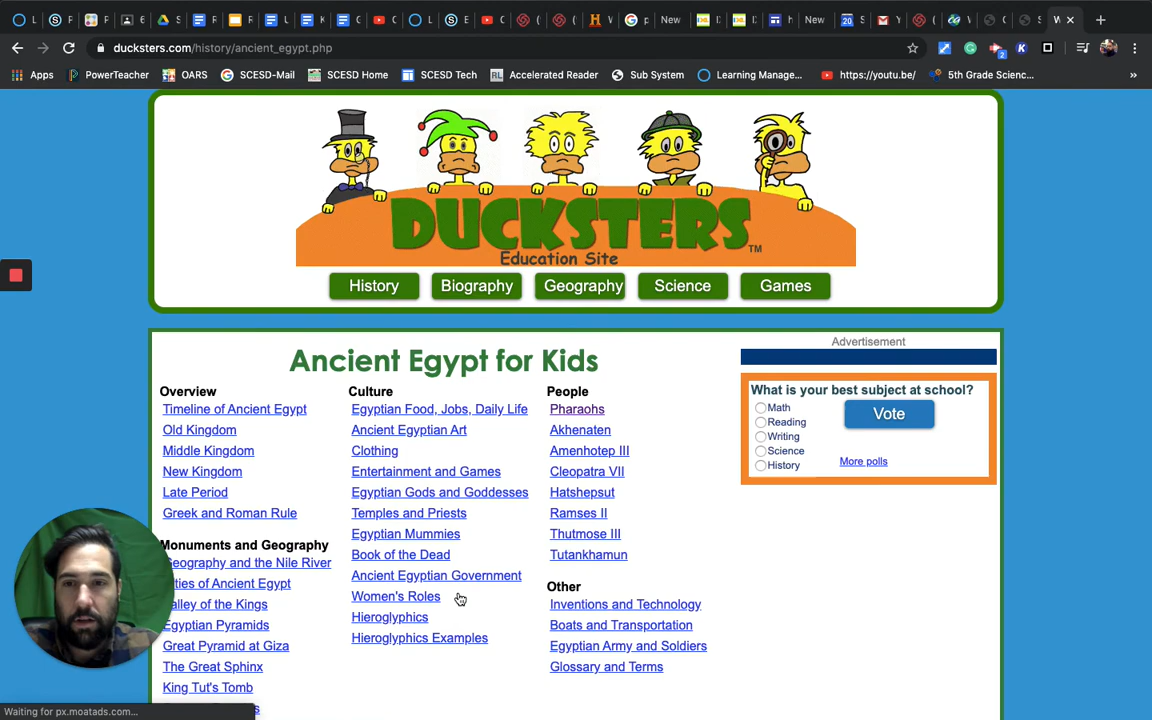 New
New
20
W
ducksters.com/history/ancient_egypt.php
2
Apps
PowerTeacher
OARS
SCESD-Mail
SCESD Home
SCESD Tech
RL
Accelerated Reader
Sub System
Learning Manage...
https://youtu.be/
5th Grade Scienc...
»
DUCKSTERS TM
Education Site
History
Biography
Geography
Science
Games
Ancient Egypt for Kids
Overview
Timeline of Ancient Egypt
Old Kingdom
Middle Kingdom
New Kingdom
Late Period
Greek and Roman Rule
Monuments and Geography
Geography and the Nile River
Cities of Ancient Egypt
Valley of the Kings
Egyptian Pyramids
Great Pyramid at Giza
The Great Sphinx
King Tut's Tomb
Culture
Egyptian Food, Jobs, Daily Life
Ancient Egyptian Art
Clothing
Entertainment and Games
Egyptian Gods and Goddesses
Temples and Priests
Egyptian Mummies
Book of the Dead
Ancient Egyptian Government
Women's Roles
Hieroglyphics
Hieroglyphics Examples
People
Pharaohs
Akhenaten
Amenhotep III
Cleopatra VII
Hatshepsut
Ramses II
Thutmose III
Tutankhamun
Other
Inventions and Technology
Boats and Transportation
Egyptian Army and Soldiers
Glossary and Terms
Advertisement
What is your best subject at school?
Math
Reading
Writing
Science
History
Vote
More polls
Waiting for px.moatads.com...